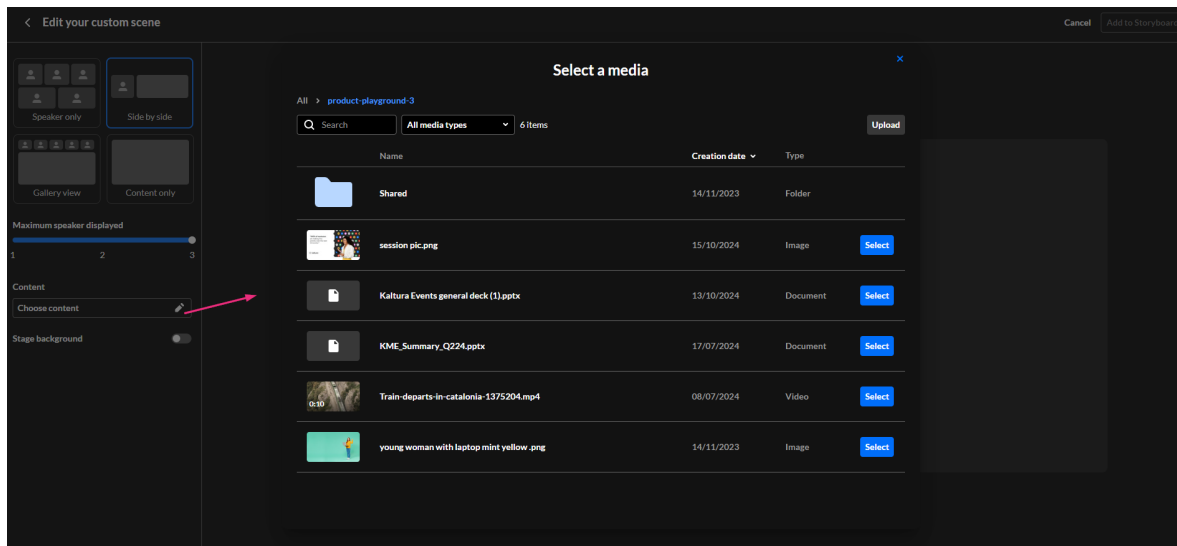 Edit your custom scene
Cancel
Add to Storyboard
Speaker only
Side by side
Gallery view
Content only
Maximum speaker displayed
1 2 3
Content
Choose content
Stage background
Select a media
All > product-playground-3
Search
All media types
6 items
Upload
Name Creation date Type
Shared 14/11/2023 Folder
session pic.png 15/10/2024 Image Select
Kaltura Events general deck (1).pptx 13/10/2024 Document Select
KME_Summary_Q224.pptx 17/07/2024 Document Select
0:10 Train-departs-in-catalonia-1375204.mp4 08/07/2024 Video Select
young woman with laptop mint yellow .png 14/11/2023 Image Select